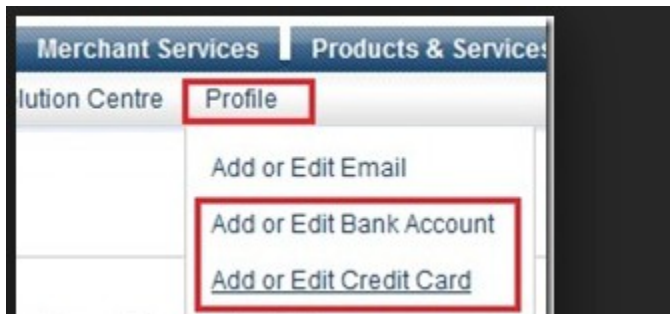 Merchant Services Products & Services
lution Centre Profile
Add or Edit Email
Add or Edit Bank Account
Add or Edit Credit Card